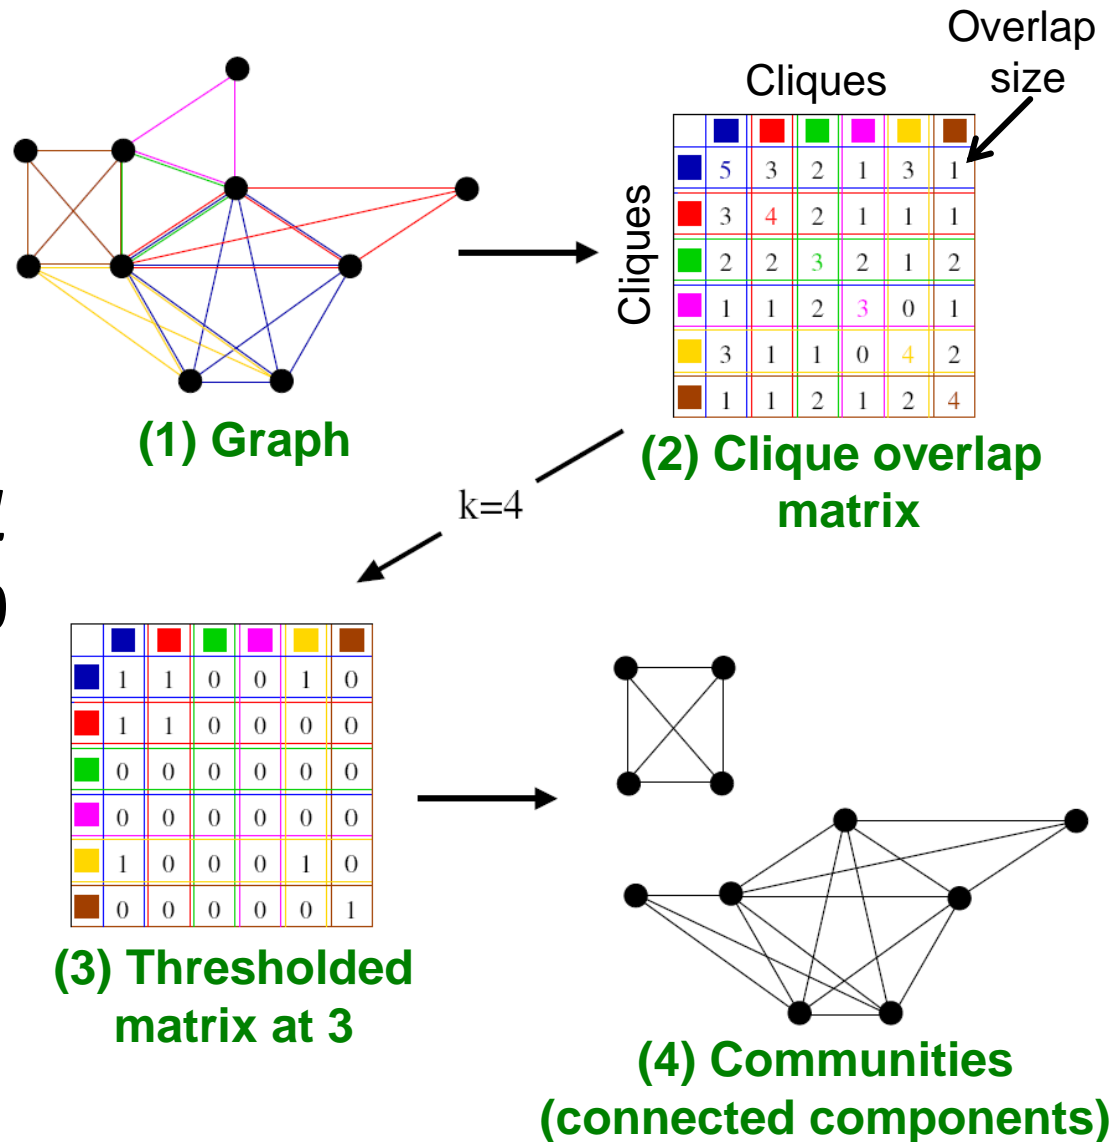 Overlap
size
Cliques
Cliques
5 3 2 1 3 1
3 4 2 1 1 1
2 2 3 2 1 2
1 1 2 3 0 1
3 1 1 0 4 2
1 1 2 1 2 4
(1) Graph
(2) Clique overlap
matrix
k=4
1 1 0 0 1 0
1 1 0 0 0 0
0 0 0 0 0 0
0 0 0 0 0 0
1 0 0 0 1 0
0 0 0 0 0 1
(3) Thresholded
matrix at 3
(4) Communities
(connected components)